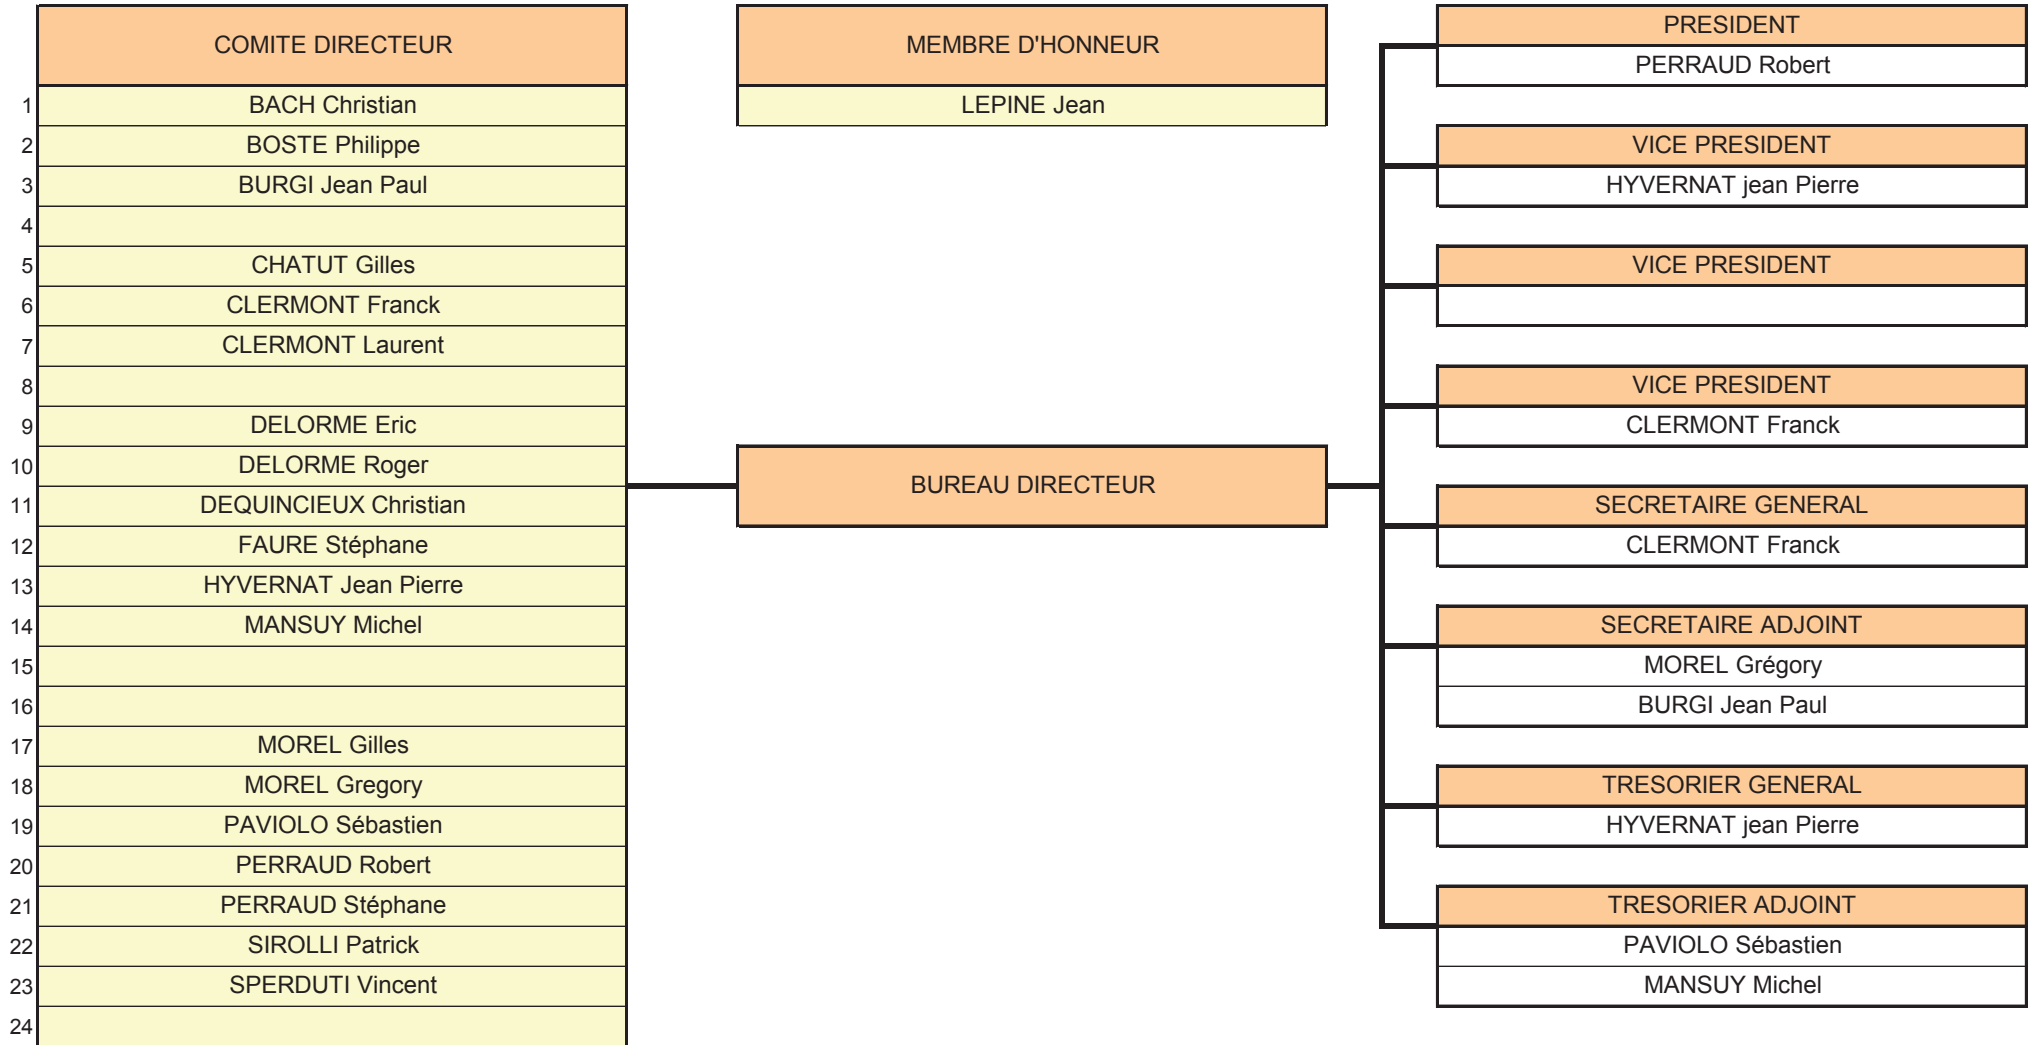 COMITE DIRECTEUR
1 BACH Christian
2 BOSTE Philippe
3 BURGI Jean Paul
4
5 CHATUT Gilles
6 CLERMONT Franck
7 CLERMONT Laurent
8
9 DELORME Eric
10 DELORME Roger
11 DEQUINCIEUX Christian
12 FAURE Stéphane
13 HYVERNAT Jean Pierre
14 MANSUY Michel
15
16
17 MOREL Gilles
18 MOREL Gregory
19 PAVIOLO Sébastien
20 PERRAUD Robert
21 PERRAUD Stéphane
22 SIROLLI Patrick
23 SPERDUTI Vincent
24
MEMBRE D'HONNEUR
LEPINE Jean
BUREAU DIRECTEUR
PRESIDENT
PERRAUD Robert
VICE PRESIDENT
HYVERNAT jean Pierre
VICE PRESIDENT
VICE PRESIDENT
CLERMONT Franck
SECRETAIRE GENERAL
CLERMONT Franck
SECRETAIRE ADJOINT
MOREL Grégory
BURGI Jean Paul
TRESORIER GENERAL
HYVERNAT jean Pierre
TRESORIER ADJOINT
PAVIOLO Sébastien
MANSUY Michel